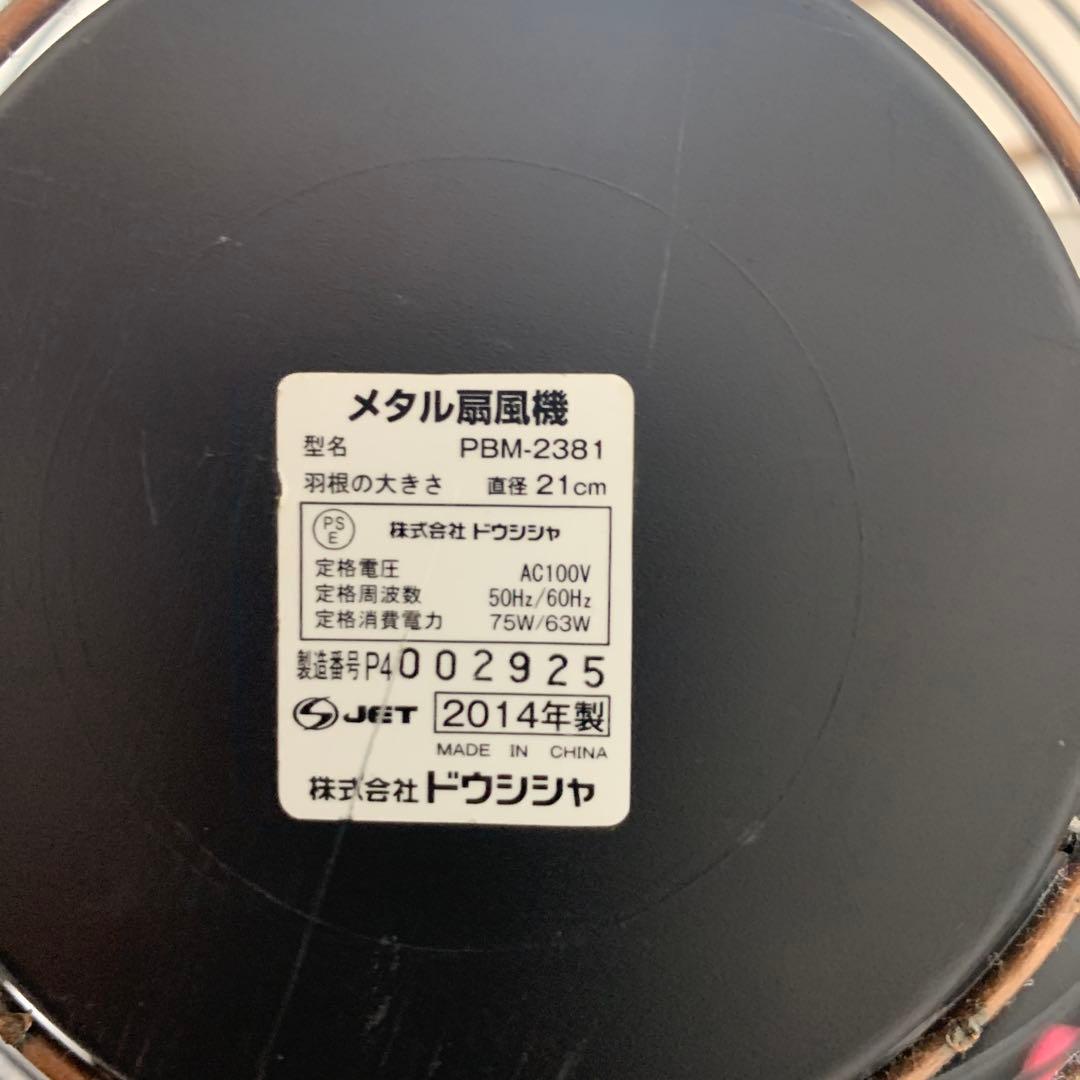 メタル扇風機
型名 PBM-2381
羽根の大きさ 直径 21cm
PS E 株式会社 ドウシシャ
定格電圧 AC100V
定格周波数 50Hz/60Hz
定格消費電力 75W/63W
製造番号 P4002925
JET 2014年製
MADE IN CHINA
株式会社 ドウシシャ